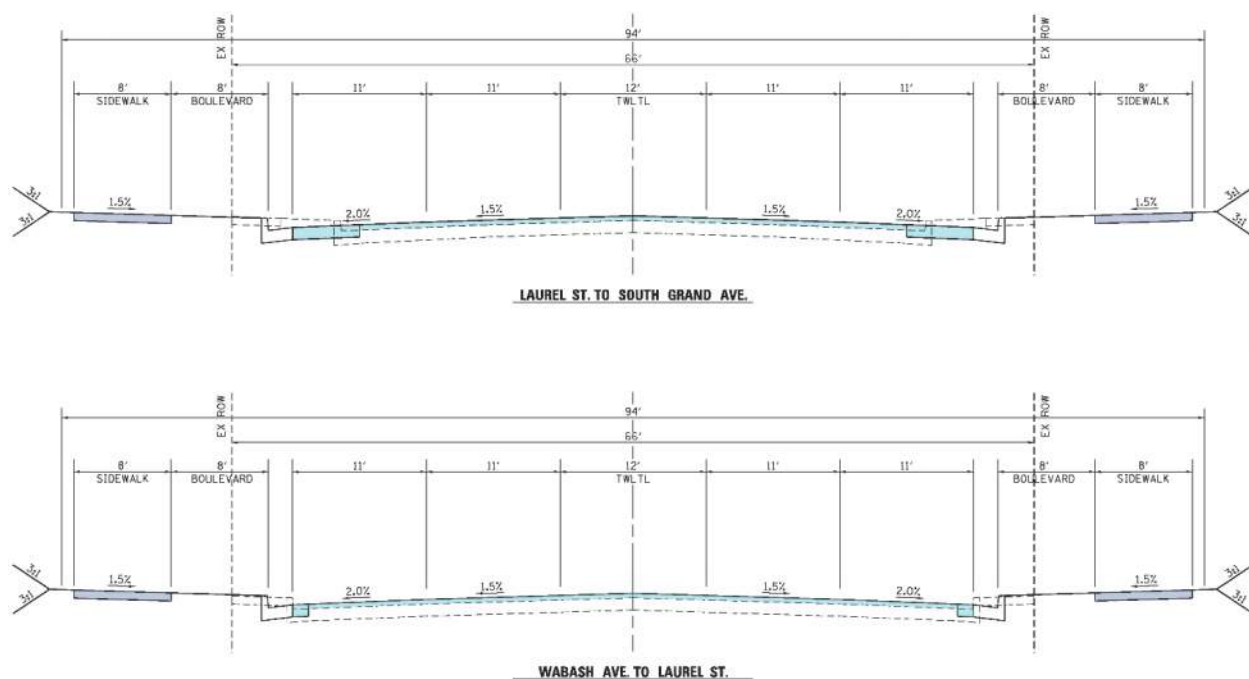 EX ROW
94'
EX ROW
66'
8' 8' 11' 11' 12' 11' 11' 8' 8'
SIDEWALK BOULEVARD TWLTL BOULEVARD SIDEWALK
3:1 3:1
1.5% 1.5%
3:1 2.0% 1.5% 1.5% 2.0% 3:1
LAUREL ST. TO SOUTH GRAND AVE.
EX ROW
94'
EX ROW
66'
8' 8' 11' 11' 12' 11' 11' 8' 8'
SIDEWALK BOULEVARD TWLTL BOULEVARD SIDEWALK
3:1 3:1
1.5% 2.0% 1.5% 1.5% 2.0% 1.5%
3:1 3:1
WABASH AVE. TO LAUREL ST.